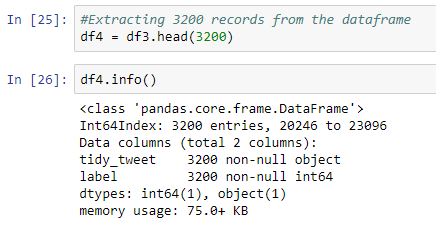 In [25]: #Extracting 3200 records from the dataframe
df4 = df3.head(3200)
In [26]: df4.info()
<class 'pandas.core.frame.DataFrame'>
Int64Index: 3200 entries, 20246 to 23096
Data columns (total 2 columns):
tidy_tweet    3200 non-null object
label         3200 non-null int64
dtypes: int64(1), object(1)
memory usage: 75.0+ KB